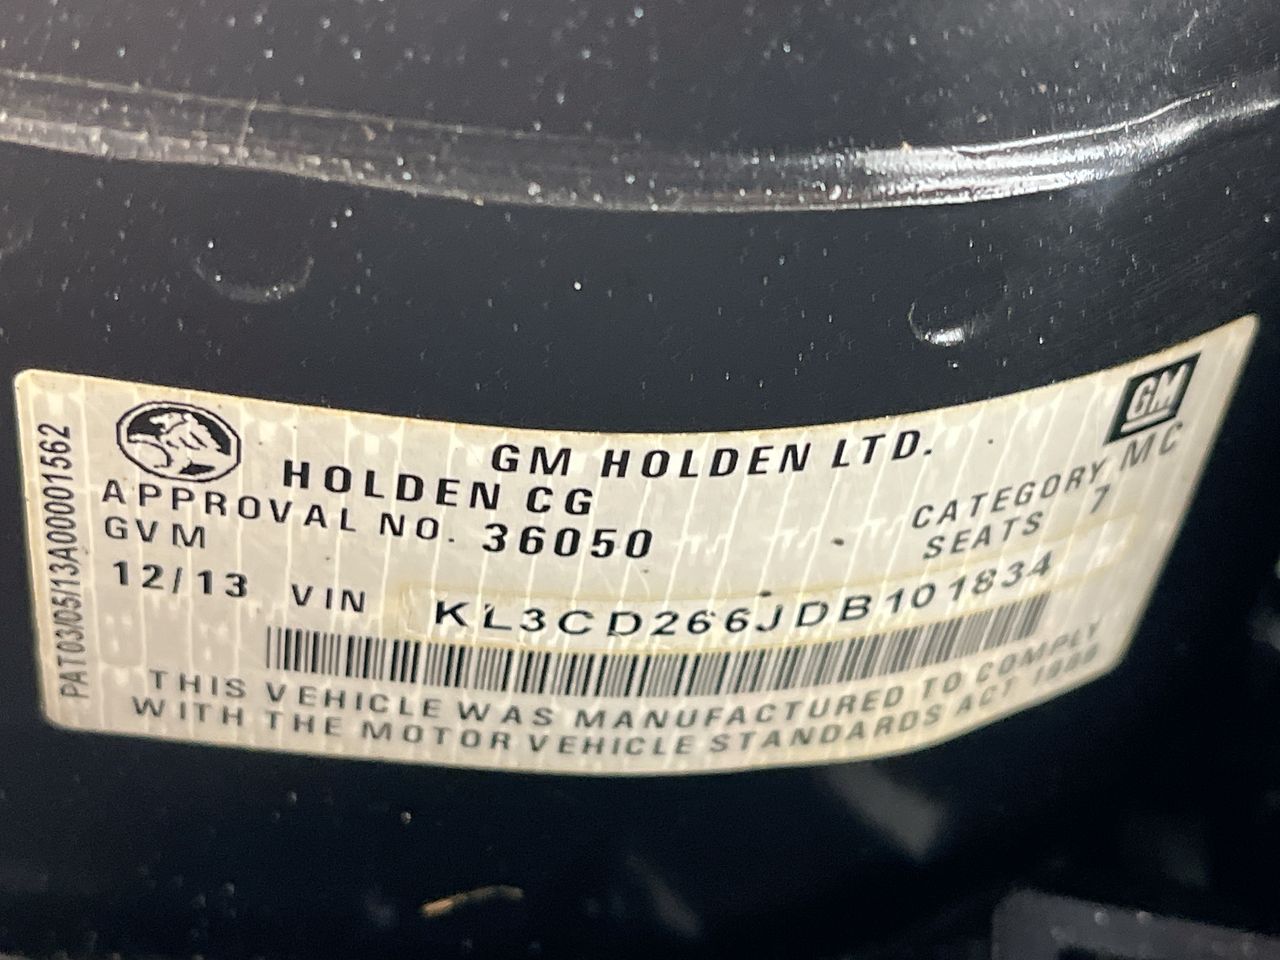 GM
GM HOLDEN LTD.
HOLDEN CG
CATEGORY MC
APPROVAL NO. 36050
SEATS 7
GVM
12/13 VIN KL3CD266JDB101834
THIS VEHICLE WAS MANUFACTURED TO COMPLY
WITH THE MOTOR VEHICLE STANDARDS ACT 1989
PAT03/05/13A00001562